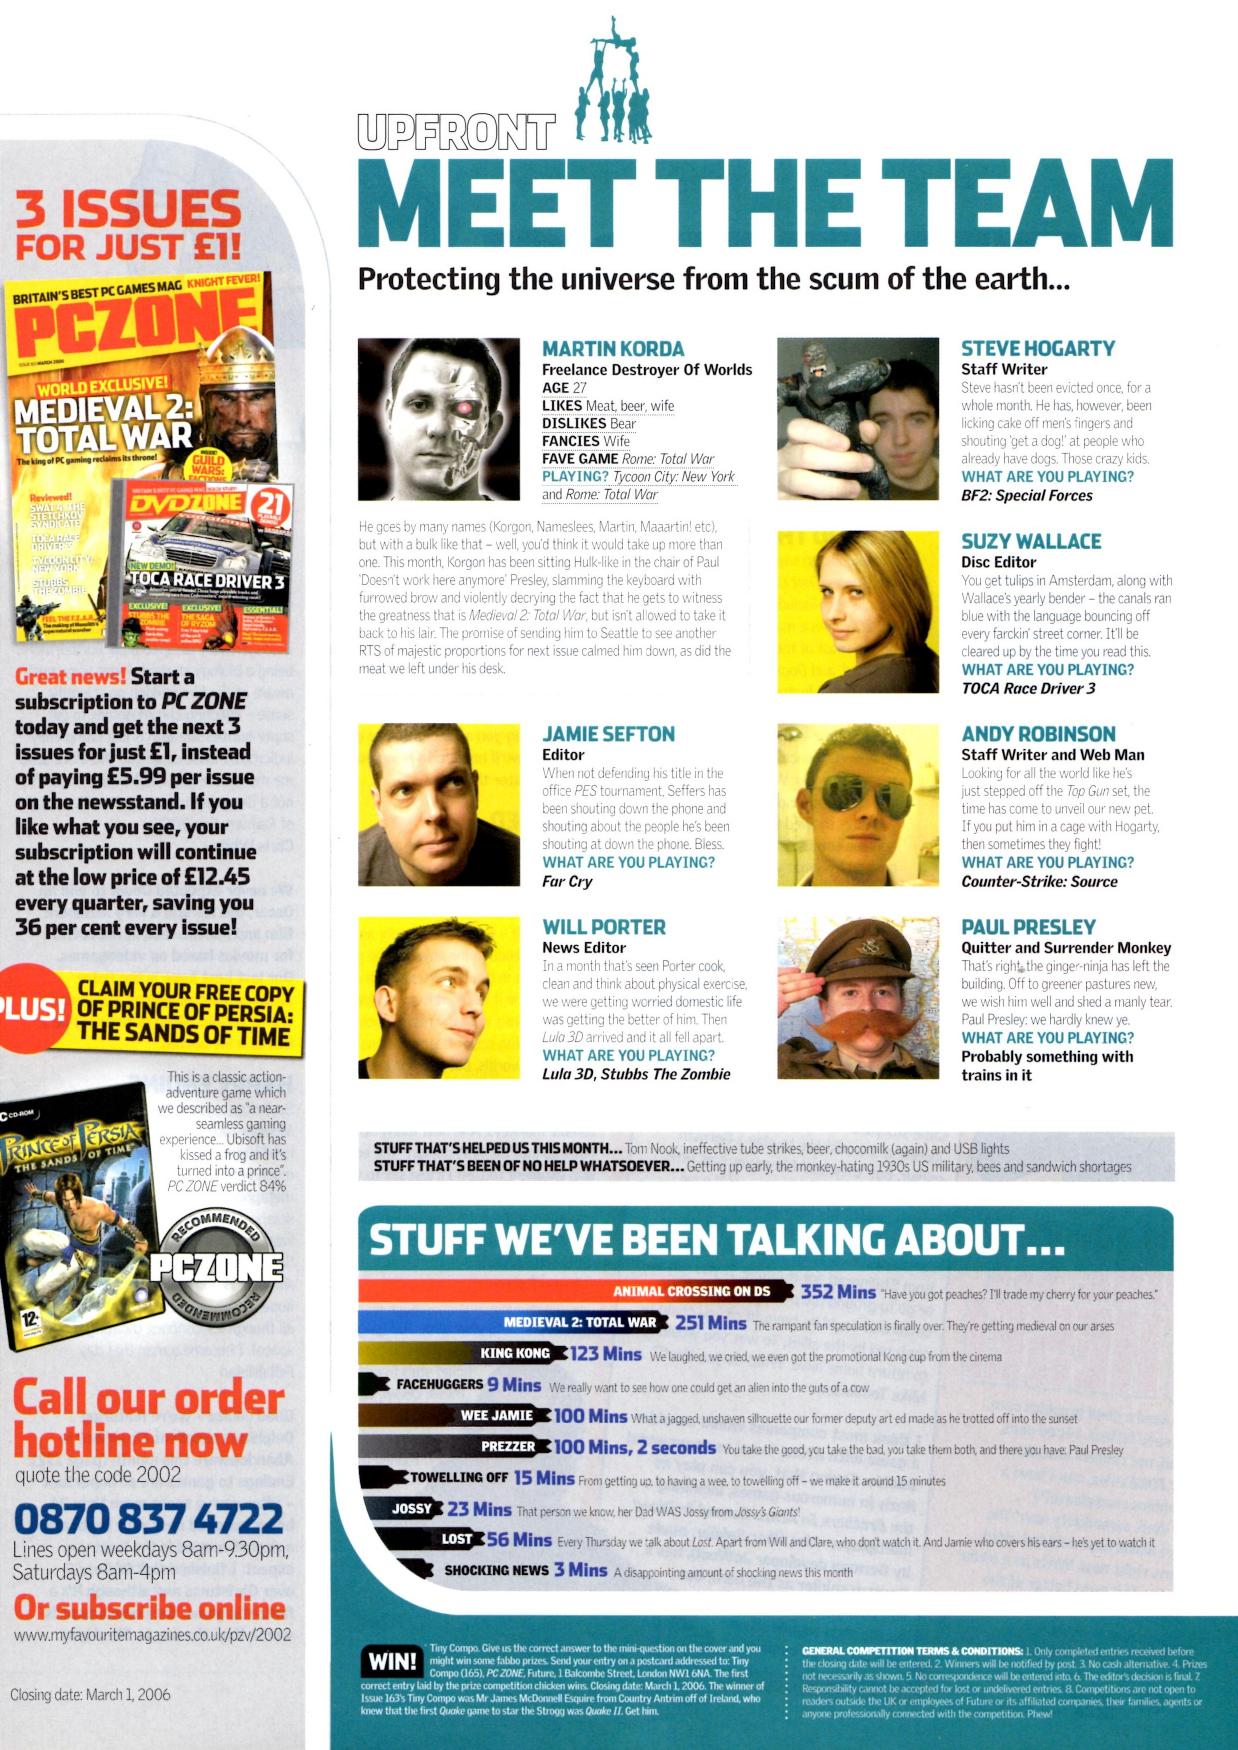 UPFRONT
MEET THE TEAM
Protecting the universe from the scum of the earth...
3 ISSUES
FOR JUST £1!
BRITAIN'S BEST PC GAMES MAG KNIGHT FEVER!
PCZONE
WORLD EXCLUSIVE!
MEDIEVAL 2:
TOTAL WAR
The king of PC gaming reclaims its throne!
INSIDE!
GUILD
WARS:
FACTIONS
Reviewed!
SWAT 4: THE
STETCHKOV
SYNDICATE
TOCA RACE
DRIVER 3
TYCOON CITY:
NEW YORK
STUBBS
THE ZOMBIE
DVDZONE
21
NEW DEMO!
TOCA RACE DRIVER 3
EXCLUSIVE!
STUBBS THE
ZOMBIE
EXCLUSIVE!
THE SAGA
OF RYZOM
ESSENTIAL!
FEEL THE F.E.A.R.
Great news! Start a
subscription to PC ZONE
today and get the next 3
issues for just £1, instead
of paying £5.99 per issue
on the newsstand. If you
like what you see, your
subscription will continue
at the low price of £12.45
every quarter, saving you
36 per cent every issue!
PLUS!
CLAIM YOUR FREE COPY
OF PRINCE OF PERSIA:
THE SANDS OF TIME
This is a classic action-
adventure game which
we described as "a near-
seamless gaming
experience... Ubisoft has
kissed a frog and it's
turned into a prince".
PC ZONE verdict 84%
PC CD-ROM
PRINCE OF PERSIA
THE SANDS OF TIME
12+
RECOMMENDED
PCZONE
RECOMMENDED
Call our order
hotline now
quote the code 2002
0870 837 4722
Lines open weekdays 8am-9.30pm,
Saturdays 8am-4pm
Or subscribe online
www.myfavouritemagazines.co.uk/pzv/2002
Closing date: March 1, 2006
MARTIN KORDA
Freelance Destroyer Of Worlds
AGE 27
LIKES Meat, beer, wife
DISLIKES Bear
FANCIES Wife
FAVE GAME Rome: Total War
PLAYING? Tycoon City: New York
and Rome: Total War
He goes by many names (Korgon, Nameslees, Martin, Maaartin! etc),
but with a bulk like that – well, you'd think it would take up more than
one. This month, Korgon has been sitting Hulk-like in the chair of Paul
'Doesn't work here anymore' Presley, slamming the keyboard with
furrowed brow and violently decrying the fact that he gets to witness
the greatness that is Medieval 2: Total War, but isn't allowed to take it
back to his lair. The promise of sending him to Seattle to see another
RTS of majestic proportions for next issue calmed him down, as did the
meat we left under his desk.
JAMIE SEFTON
Editor
When not defending his title in the
office PES tournament, Seffers has
been shouting down the phone and
shouting about the people he's been
shouting at down the phone. Bless.
WHAT ARE YOU PLAYING?
Far Cry
WILL PORTER
News Editor
In a month that's seen Porter cook,
clean and think about physical exercise,
we were getting worried domestic life
was getting the better of him. Then
Lula 3D arrived and it all fell apart.
WHAT ARE YOU PLAYING?
Lula 3D, Stubbs The Zombie
STEVE HOGARTY
Staff Writer
Steve hasn't been evicted once, for a
whole month. He has, however, been
licking cake off men's fingers and
shouting 'get a dog!' at people who
already have dogs. Those crazy kids.
WHAT ARE YOU PLAYING?
BF2: Special Forces
SUZY WALLACE
Disc Editor
You get tulips in Amsterdam, along with
Wallace's yearly bender – the canals ran
blue with the language bouncing off
every farckin' street corner. It'll be
cleared up by the time you read this.
WHAT ARE YOU PLAYING?
TOCA Race Driver 3
ANDY ROBINSON
Staff Writer and Web Man
Looking for all the world like he's
just stepped off the Top Gun set, the
time has come to unveil our new pet.
If you put him in a cage with Hogarty,
then sometimes they fight!
WHAT ARE YOU PLAYING?
Counter-Strike: Source
PAUL PRESLEY
Quitter and Surrender Monkey
That's right, the ginger-ninja has left the
building. Off to greener pastures new,
we wish him well and shed a manly tear.
Paul Presley: we hardly knew ye.
WHAT ARE YOU PLAYING?
Probably something with
trains in it
STUFF THAT'S HELPED US THIS MONTH... Tom Nook, ineffective tube strikes, beer, chocomilk (again) and USB lights
STUFF THAT'S BEEN OF NO HELP WHATSOEVER... Getting up early, the monkey-hating 1930s US military, bees and sandwich shortages
STUFF WE'VE BEEN TALKING ABOUT...
ANIMAL CROSSING ON DS 352 Mins "Have you got peaches? I'll trade my cherry for your peaches."
MEDIEVAL 2: TOTAL WAR 251 Mins The rampant fan speculation is finally over. They're getting medieval on our arses
KING KONG 123 Mins We laughed, we cried, we even got the promotional Kong cup from the cinema
FACEHUGGERS 9 Mins We really want to see how one could get an alien into the guts of a cow
WEE JAMIE 100 Mins What a jagged, unshaven silhouette our former deputy art ed made as he trotted off into the sunset
PREZZER 100 Mins, 2 seconds You take the good, you take the bad, you take them both, and there you have: Paul Presley
TOWELLING OFF 15 Mins From getting up, to having a wee, to towelling off – we make it around 15 minutes
JOSSY 23 Mins That person we know, her Dad WAS Jossy from Jossy's Giants!
LOST 56 Mins Every Thursday we talk about Lost. Apart from Will and Clare, who don't watch it. And Jamie who covers his ears – he's yet to watch it
SHOCKING NEWS 3 Mins A disappointing amount of shocking news this month
WIN!
Tiny Compo. Give us the correct answer to the mini-question on the cover and you
might win some fabbo prizes. Send your entry on a postcard addressed to: Tiny
Compo (165), PC ZONE, Future, 1 Balcombe Street, London NW1 6NA. The first
correct entry laid by the prize competition chicken wins. Closing date: March 1, 2006. The winner of
Issue 163's Tiny Compo was Mr James McDonnell Esquire from Country Antrim off of Ireland, who
knew that the first Quake game to star the Strogg was Quake II. Get him.
GENERAL COMPETITION TERMS & CONDITIONS: 1. Only completed entries received before
the closing date will be entered. 2. Winners will be notified by post. 3. No cash alternative. 4. Prizes
not necessarily as shown. 5. No correspondence will be entered into. 6. The editor's decision is final. 7.
Responsibility cannot be accepted for lost or undelivered entries. 8. Competitions are not open to
readers outside the UK or employees of Future or its affiliated companies, their families, agents or
anyone professionally connected with the competition. Phew!